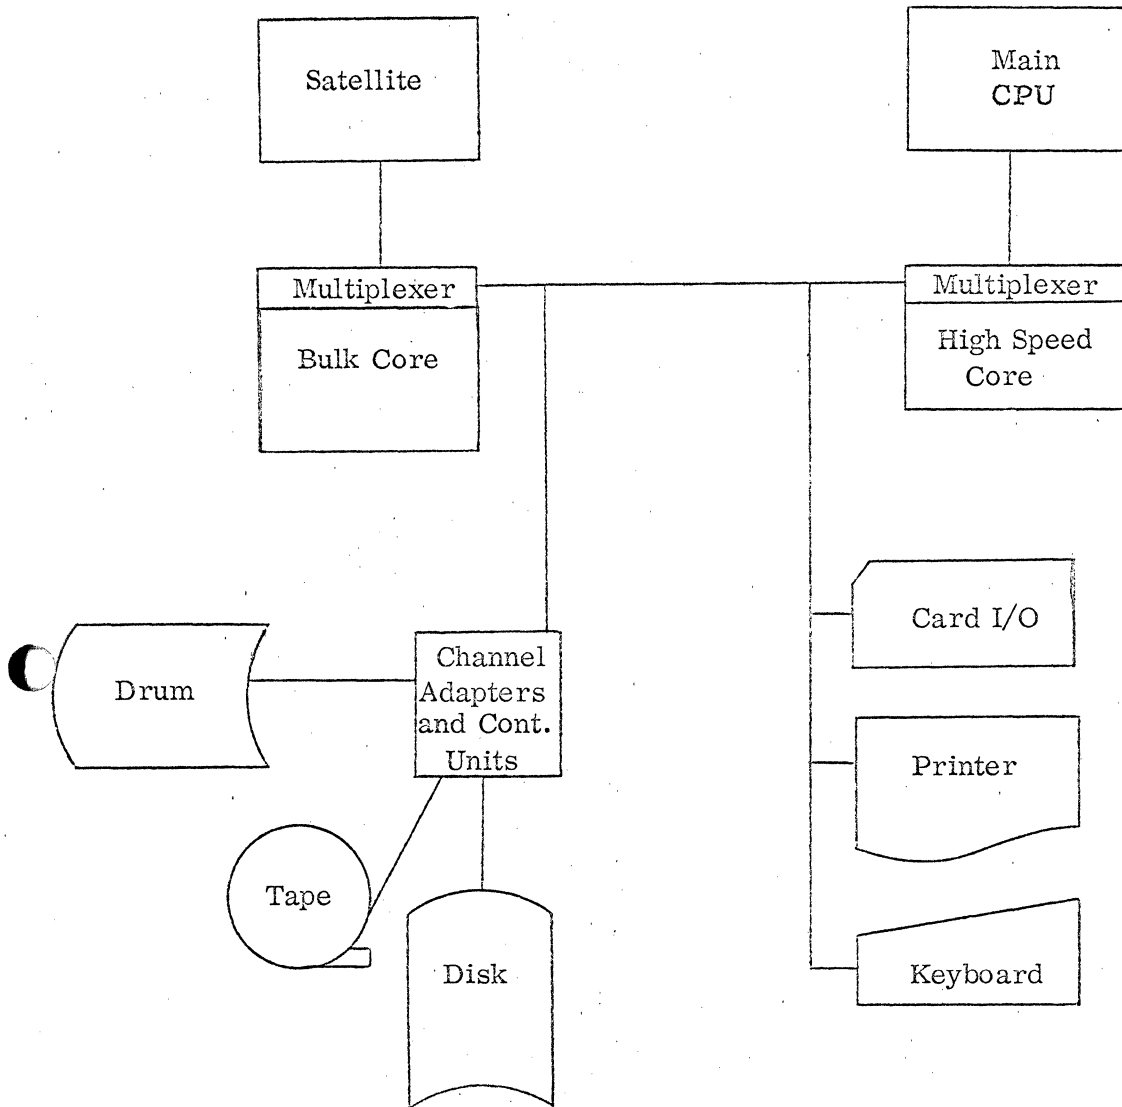 Satellite
Main
CPU
Multiplexer
Bulk Core
Multiplexer
High Speed
Core
Card I/O
Channel
Adapters
and Cont.
Units
Drum
Printer
Tape
Disk
Keyboard